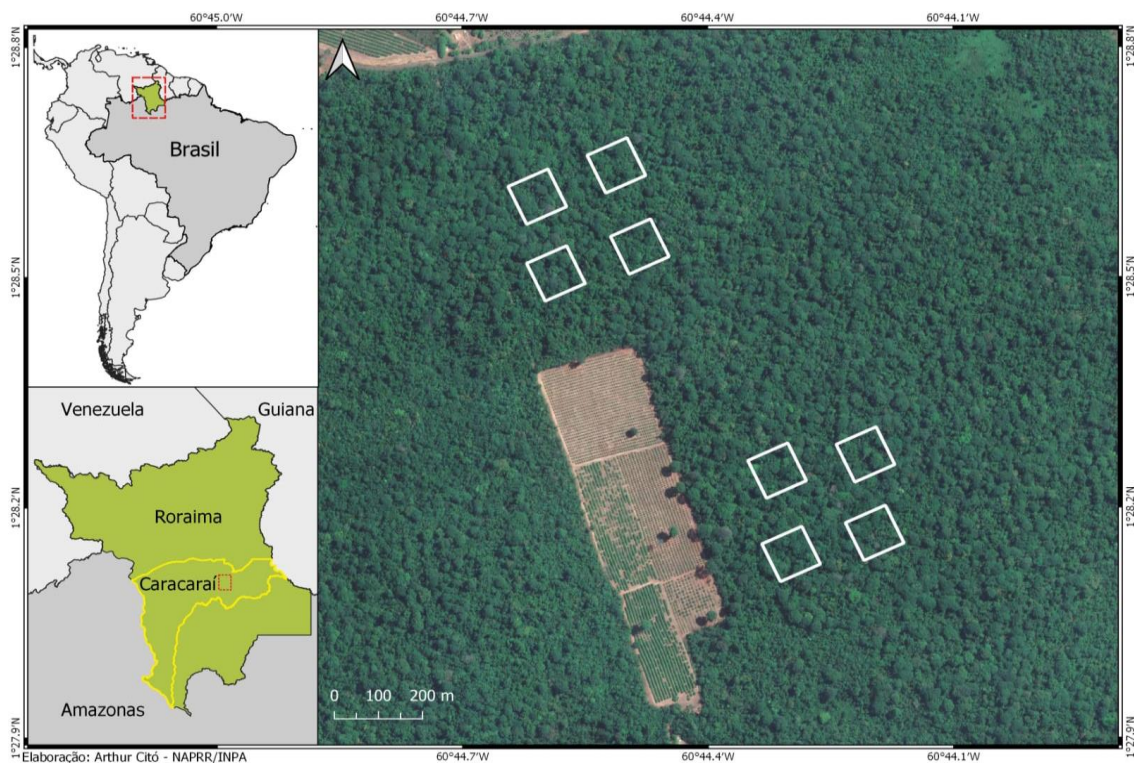 60°45.0'W 60°44.7'W 60°44.4'W 60°44.1'W
1°28.8'N
1°28.8'N
Brasil
1°28.5'N
1°28.5'N
Venezuela
Guiana
Roraima
1°28.2'N
1°28.2'N
Caracaraí
Amazonas
0 100 200 m
1°27.9'N
1°27.9'N
Elaboração: Arthur Citó - NAPRR/INPA
60°44.7'W 60°44.4'W 60°44.1'W